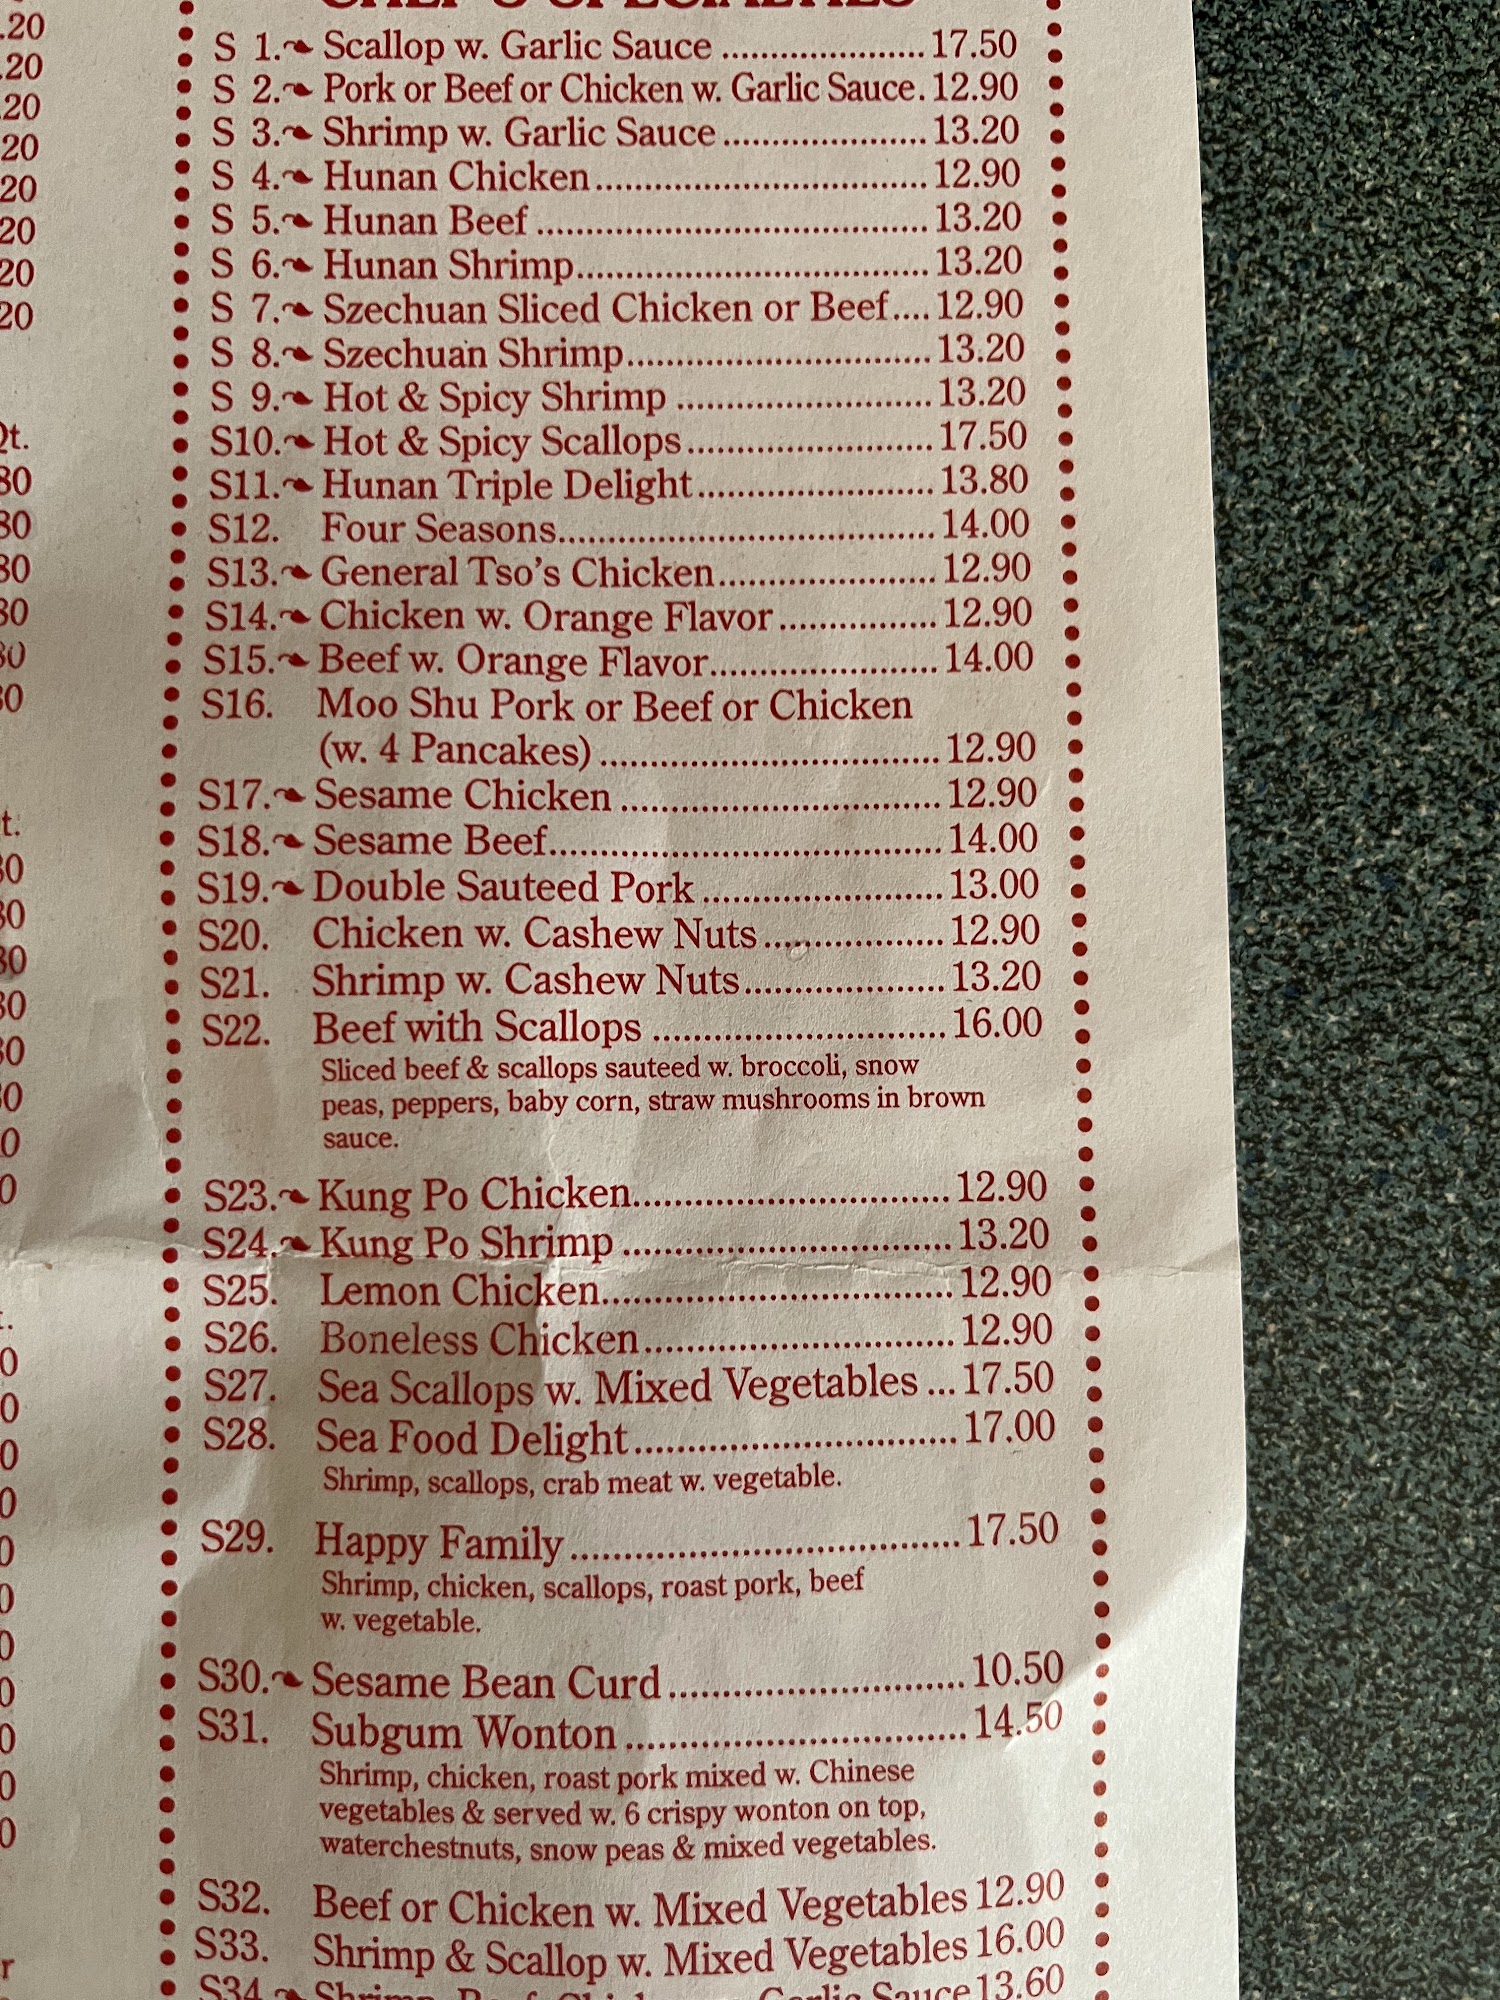 CHEF'S SPECIALTIES
S 1. Scallop w. Garlic Sauce ..................... 17.50
S 2. Pork or Beef or Chicken w. Garlic Sauce. 12.90
S 3. Shrimp w. Garlic Sauce ..................... 13.20
S 4. Hunan Chicken.................................. 12.90
S 5. Hunan Beef ........................................ 13.20
S 6. Hunan Shrimp.................................... 13.20
S 7. Szechuan Sliced Chicken or Beef.... 12.90
S 8. Szechuan Shrimp............................... 13.20
S 9. Hot & Spicy Shrimp .......................... 13.20
S10. Hot & Spicy Scallops......................... 17.50
S11. Hunan Triple Delight........................ 13.80
S12. Four Seasons...................................... 14.00
S13. General Tso's Chicken...................... 12.90
S14. Chicken w. Orange Flavor................ 12.90
S15. Beef w. Orange Flavor....................... 14.00
S16. Moo Shu Pork or Beef or Chicken
(w. 4 Pancakes) .................................. 12.90
S17. Sesame Chicken ................................ 12.90
S18. Sesame Beef....................................... 14.00
S19. Double Sauteed Pork ........................ 13.00
S20. Chicken w. Cashew Nuts.................. 12.90
S21. Shrimp w. Cashew Nuts.................... 13.20
S22. Beef with Scallops ............................. 16.00
Sliced beef & scallops sauteed w. broccoli, snow
peas, peppers, baby corn, straw mushrooms in brown
sauce.
S23. Kung Po Chicken................................ 12.90
S24. Kung Po Shrimp ................................. 13.20
S25. Lemon Chicken................................... 12.90
S26. Boneless Chicken............................... 12.90
S27. Sea Scallops w. Mixed Vegetables ... 17.50
S28. Sea Food Delight................................ 17.00
Shrimp, scallops, crab meat w. vegetable.
S29. Happy Family...................................... 17.50
Shrimp, chicken, scallops, roast pork, beef
w. vegetable.
S30. Sesame Bean Curd ............................. 10.50
S31. Subgum Wonton ................................. 14.50
Shrimp, chicken, roast pork mixed w. Chinese
vegetables & served w. 6 crispy wonton on top,
waterchestnuts, snow peas & mixed vegetables.
S32. Beef or Chicken w. Mixed Vegetables 12.90
S33. Shrimp & Scallop w. Mixed Vegetables 16.00
S34. Garlic Sauce 13.60